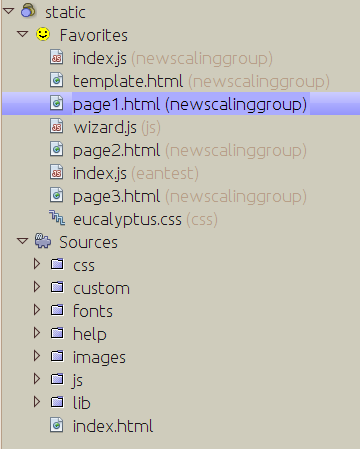 static
Favorites
index.js (newscalinggroup)
template.html (newscalinggroup)
page1.html (newscalinggroup)
wizard.js (js)
page2.html (newscalinggroup)
index.js (eantest)
page3.html (newscalinggroup)
eucalyptus.css (css)
Sources
css
custom
fonts
help
images
js
lib
index.html